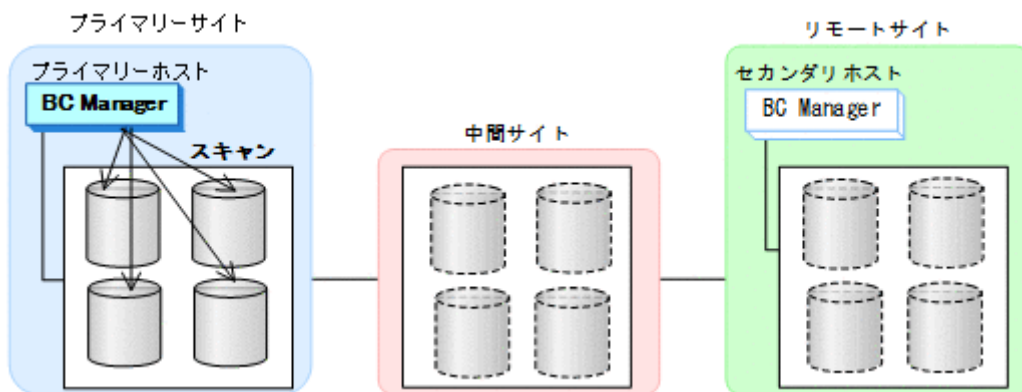 プライマリーサイト
リモートサイト
プライマリーホスト
BC Manager
スキャン
中間サイト
セカンダリホスト
BC Manager